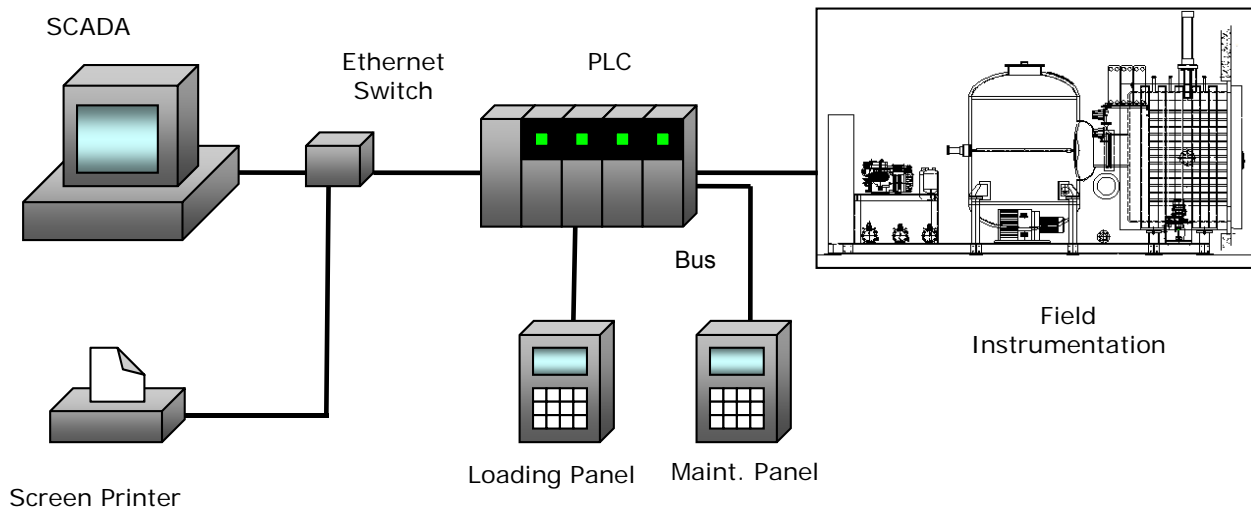 SCADA
Ethernet
Switch
PLC
Bus
Field
Instrumentation
Loading Panel
Maint. Panel
Screen Printer